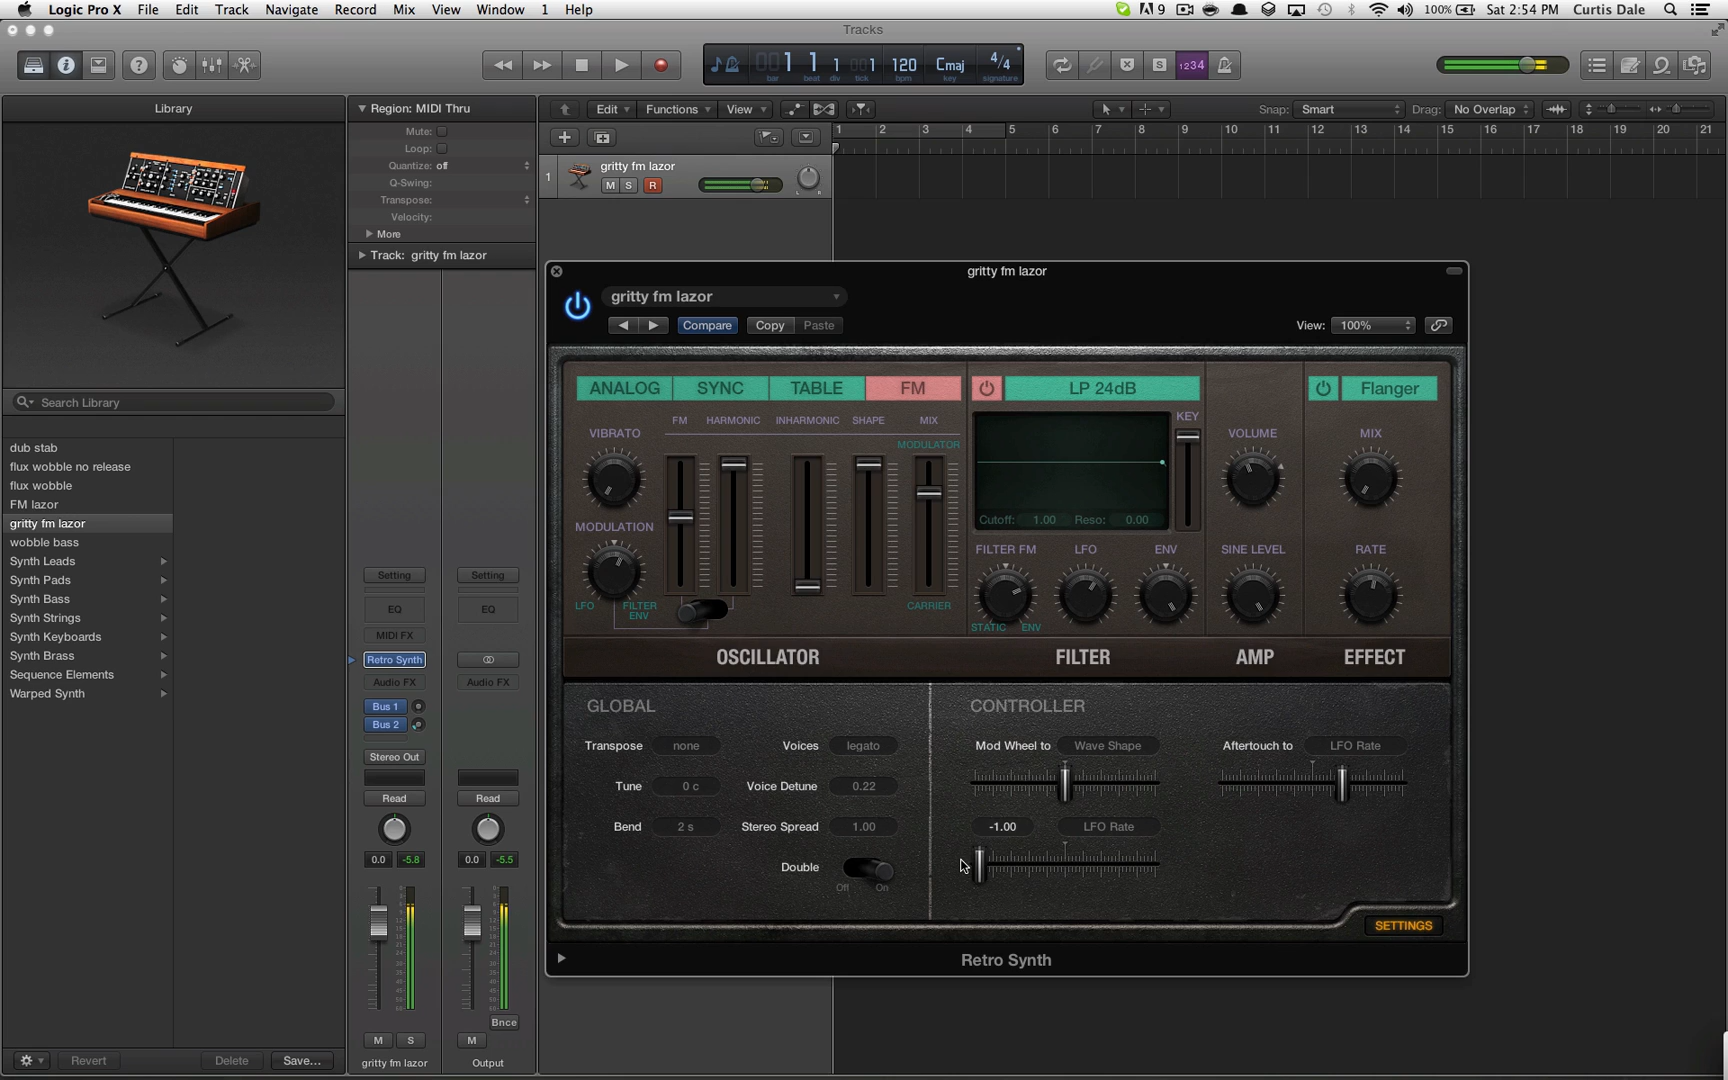 Logic Pro X File Edit Track Navigate Record Mix View Window 1 Help
9 100% Sat 2:54 PM Curtis Dale
Tracks
1 1 1 1 120 Cmaj 4/4
bar beat div tick bpm key signature
S 1234
Library
Region: MIDI Thru
Mute:
Loop:
Quantize: off
Q-Swing:
Transpose:
Velocity:
More
Track: gritty fm lazor
Edit Functions View
Snap: Smart Drag: No Overlap
1 2 3 4 5 6 7 8 9 10 11 12 13 14 15 16 17 18 19 20 21
1 gritty fm lazor
M S R
L R
Search Library
dub stab
flux wobble no release
flux wobble
FM lazor
gritty fm lazor
wobble bass
Synth Leads
Synth Pads
Synth Bass
Synth Strings
Synth Keyboards
Synth Brass
Sequence Elements
Warped Synth
Revert Delete Save...
Setting Setting
EQ EQ
MIDI FX
Retro Synth
Audio FX Audio FX
Bus 1
Bus 2
Stereo Out
Read Read
0.0 -5.8 0.0 -5.5
Bnce
M S M
gritty fm lazor Output
gritty fm lazor
gritty fm lazor
Compare Copy Paste
View: 100%
ANALOG SYNC TABLE FM LP 24dB Flanger
VIBRATO FM HARMONIC INHARMONIC SHAPE MIX KEY VOLUME MIX
MODULATOR
MODULATION
Cutoff: 1.00 Reso: 0.00
FILTER FM LFO ENV SINE LEVEL RATE
LFO FILTER ENV CARRIER
STATIC ENV
OSCILLATOR FILTER AMP EFFECT
GLOBAL CONTROLLER
Transpose none Voices legato Mod Wheel to Wave Shape Aftertouch to LFO Rate
Tune 0 c Voice Detune 0.22
Bend 2 s Stereo Spread 1.00 -1.00 LFO Rate
Double
Off On
SETTINGS
Retro Synth